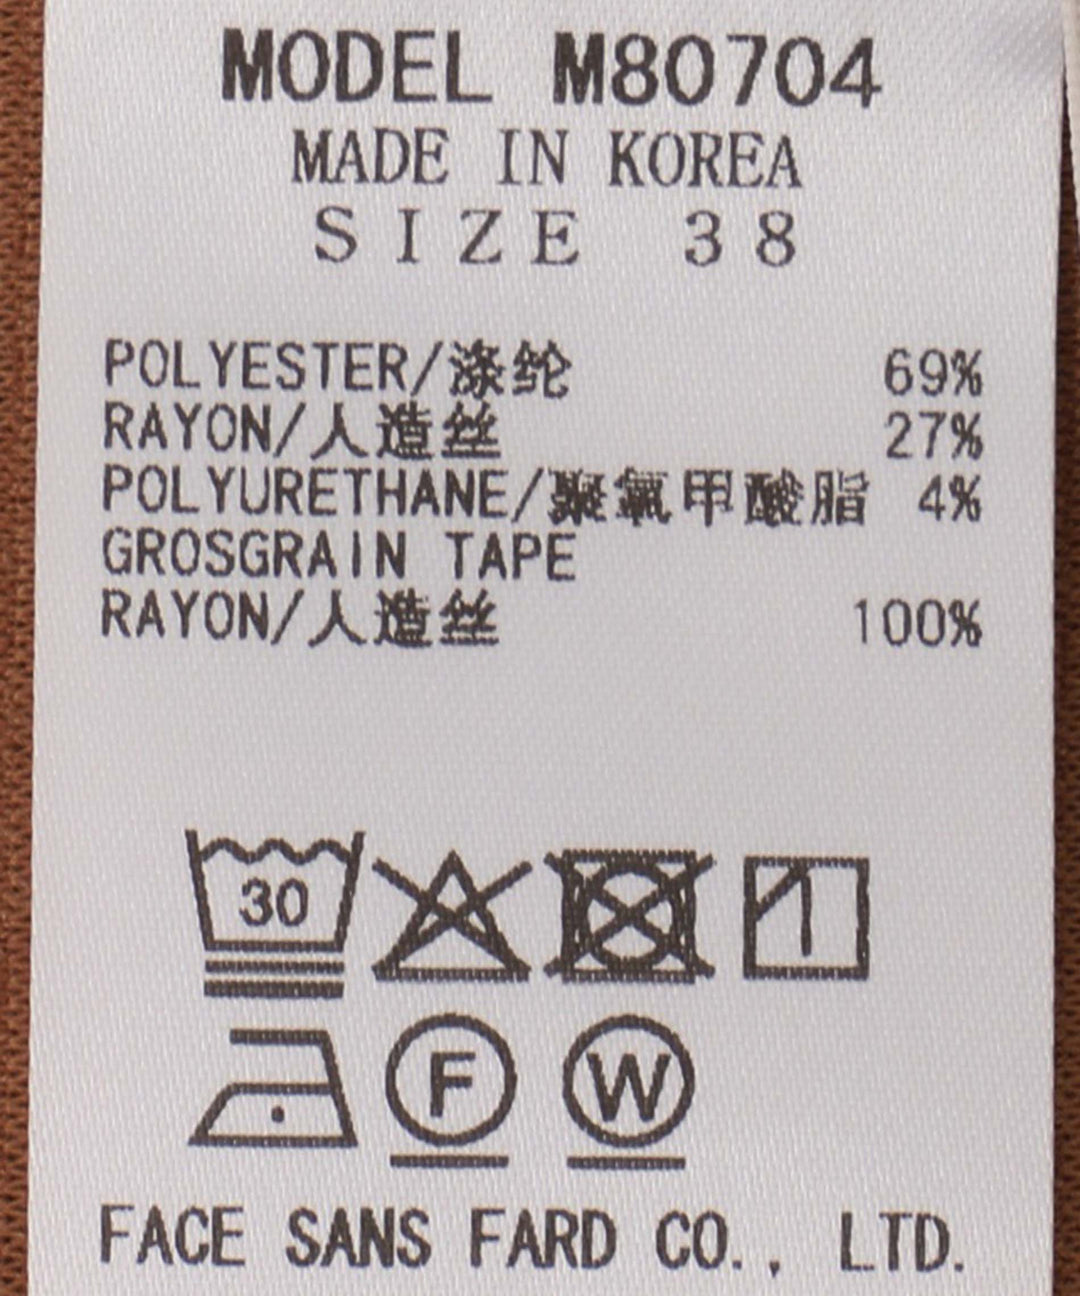 MODEL M80704
MADE IN KOREA
SIZE 38
POLYESTER/涤纶 69%
RAYON/人造丝 27%
POLYURETHANE/聚氨甲酸脂 4%
GROSGRAIN TAPE
RAYON/人造丝 100%
30
F W
FACE SANS FARD CO., LTD.